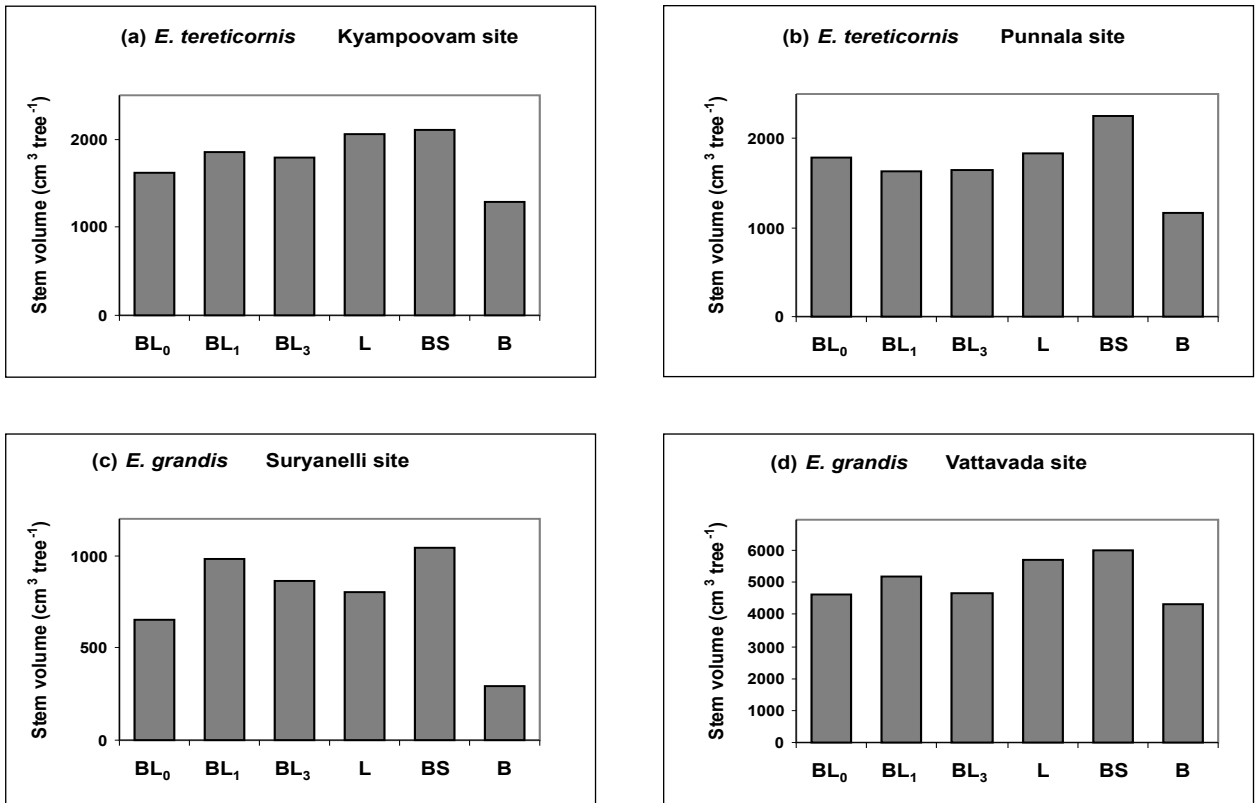 (a) E. tereticornis Kyampoovam site
Stem volume (cm³ tree⁻¹)
2000
1000
0
BL₀ BL₁ BL₃ L BS B
(b) E. tereticornis Punnala site
Stem volume (cm³ tree⁻¹)
2000
1000
0
BL₀ BL₁ BL₃ L BS B
(c) E. grandis Suryanelli site
Stem volume (cm³ tree⁻¹)
1000
500
0
BL₀ BL₁ BL₃ L BS B
(d) E. grandis Vattavada site
Stem volume (cm³ tree⁻¹)
6000
5000
4000
3000
2000
1000
0
BL₀ BL₁ BL₃ L BS B